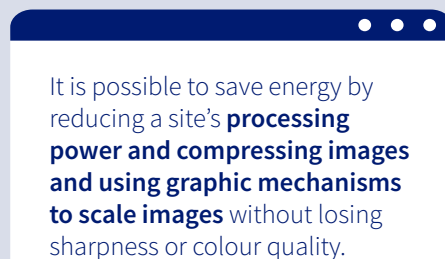 It is possible to save energy by
reducing a site’s processing
power and compressing images
and using graphic mechanisms
to scale images without losing
sharpness or colour quality.